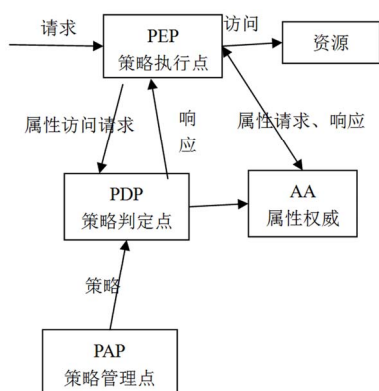 请求
PEP
策略执行点
访问
资源
属性访问请求
响
应
属性请求、响应
PDP
策略判定点
AA
属性权威
策略
PAP
策略管理点